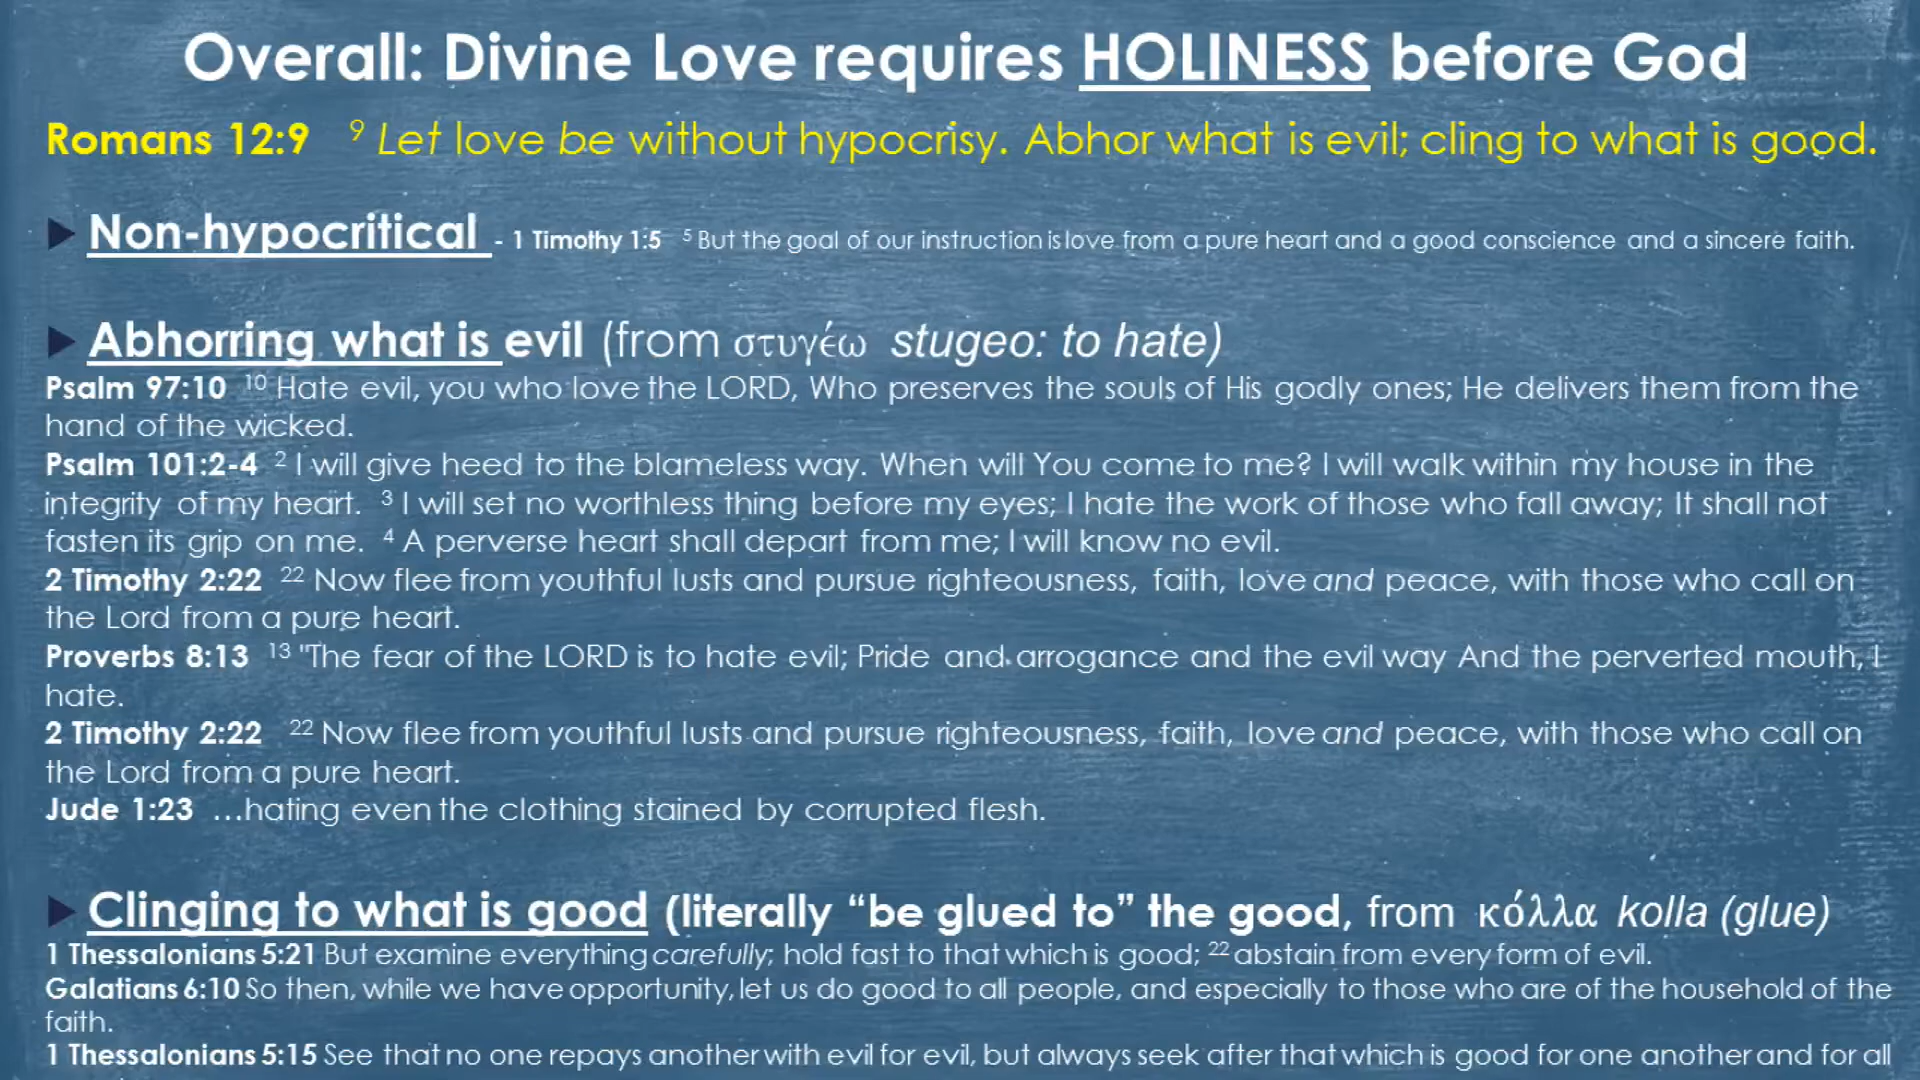 Overall: Divine Love requires HOLINESS before God
Romans 12:9 9 Let love be without hypocrisy. Abhor what is evil; cling to what is good.
Non-hypocritical - 1 Timothy 1:5 5 But the goal of our instruction is love from a pure heart and a good conscience and a sincere faith.
Abhorring what is evil (from στυγέω stugeo: to hate)
Psalm 97:10 10 Hate evil, you who love the LORD, Who preserves the souls of His godly ones; He delivers them from the
hand of the wicked.
Psalm 101:2-4 2 I will give heed to the blameless way. When will You come to me? I will walk within my house in the
integrity of my heart. 3 I will set no worthless thing before my eyes; I hate the work of those who fall away; It shall not
fasten its grip on me. 4 A perverse heart shall depart from me; I will know no evil.
2 Timothy 2:22 22 Now flee from youthful lusts and pursue righteousness, faith, love and peace, with those who call on
the Lord from a pure heart.
Proverbs 8:13 13 "The fear of the LORD is to hate evil; Pride and arrogance and the evil way And the perverted mouth, I
hate.
2 Timothy 2:22 22 Now flee from youthful lusts and pursue righteousness, faith, love and peace, with those who call on
the Lord from a pure heart.
Jude 1:23 …hating even the clothing stained by corrupted flesh.
Clinging to what is good (literally “be glued to” the good, from κόλλα kolla (glue)
1 Thessalonians 5:21 But examine everything carefully; hold fast to that which is good; 22 abstain from every form of evil.
Galatians 6:10 So then, while we have opportunity, let us do good to all people, and especially to those who are of the household of the
faith.
1 Thessalonians 5:15 See that no one repays another with evil for evil, but always seek after that which is good for one another and for all